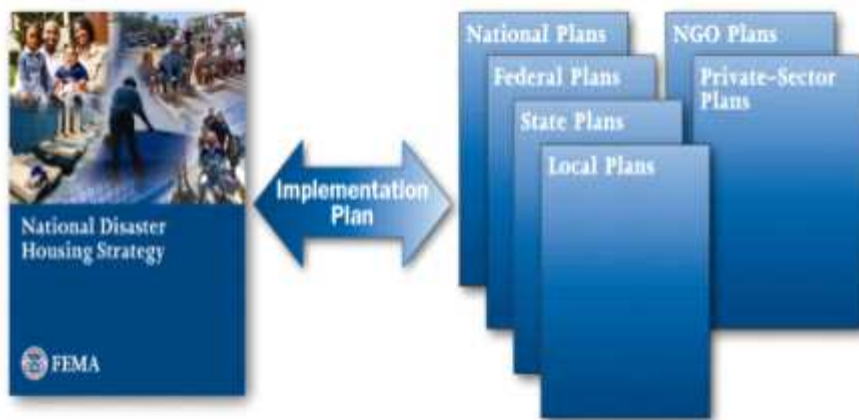 National Disaster
Housing Strategy
FEMA
Implementation
Plan
National Plans
Federal Plans
State Plans
Local Plans
NGO Plans
Private-Sector
Plans